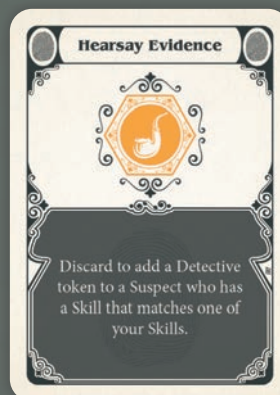 Hearsay Evidence
Discard to add a Detective
token to a Suspect who has
a Skill that matches one of
your Skills.